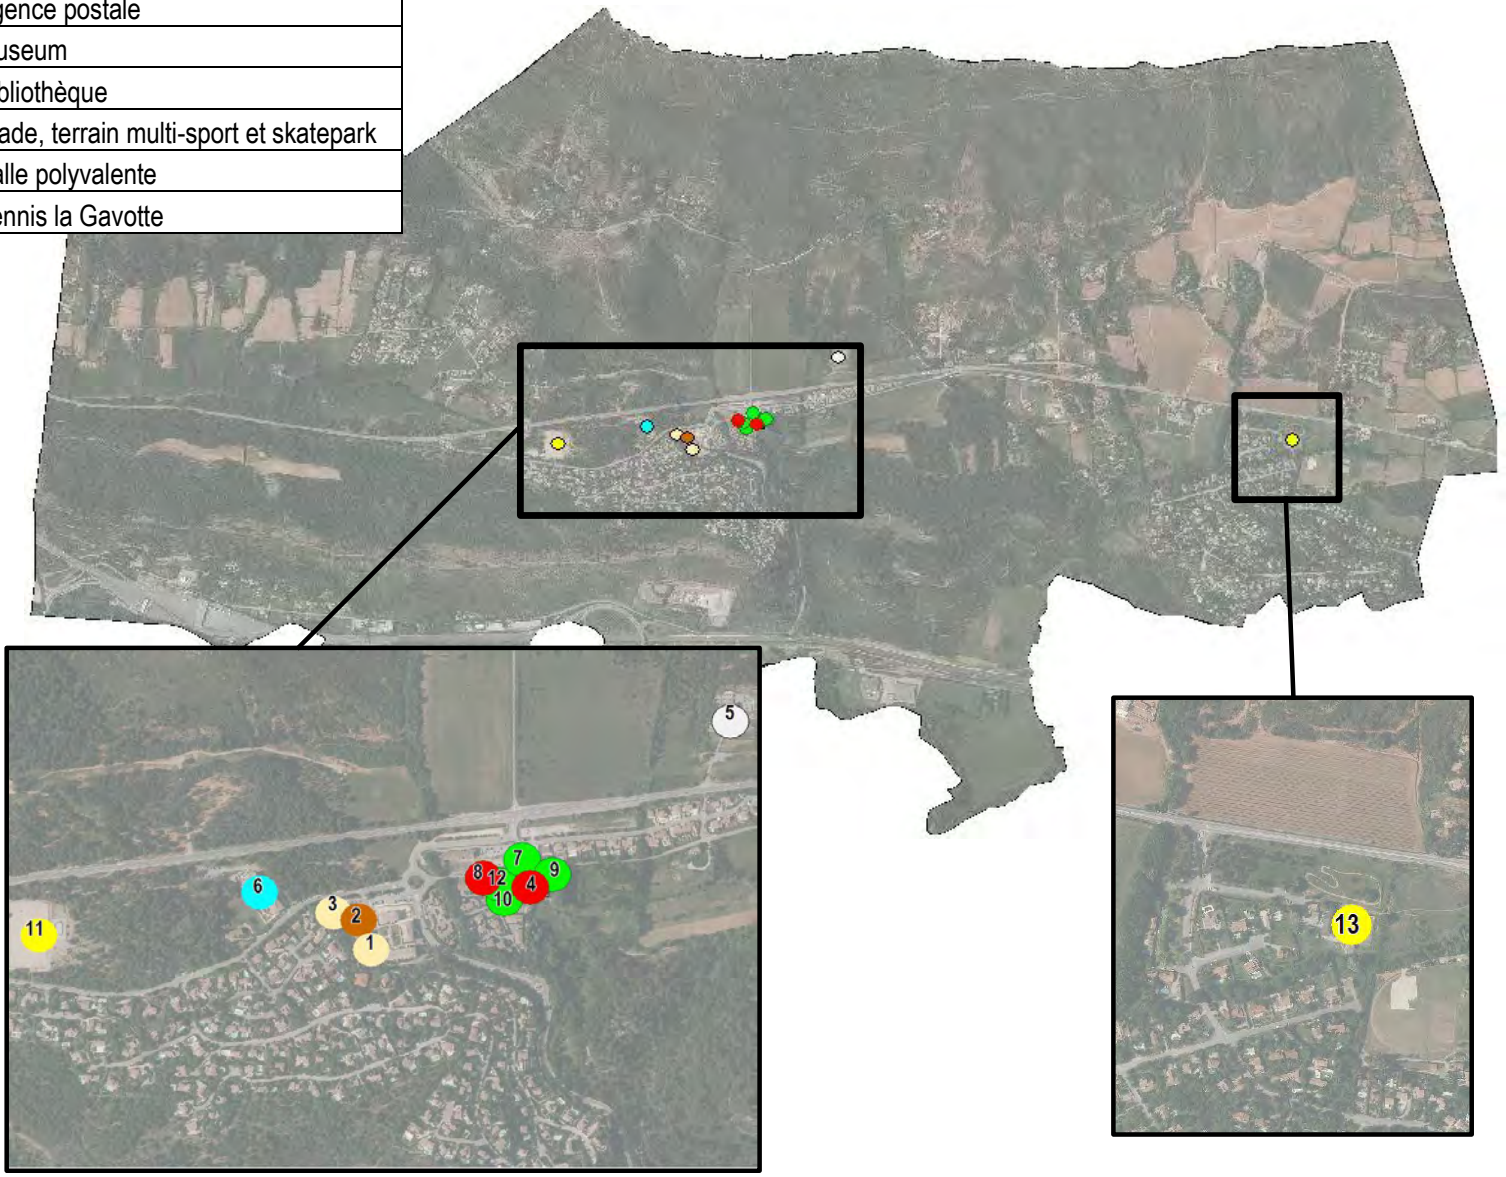 gence postale
useum
bliothèque
ade, terrain multi-sport et skatepark
alle polyvalente
ennis la Gavotte
5
7
8
12
9
4
10
6
3
2
1
11
13